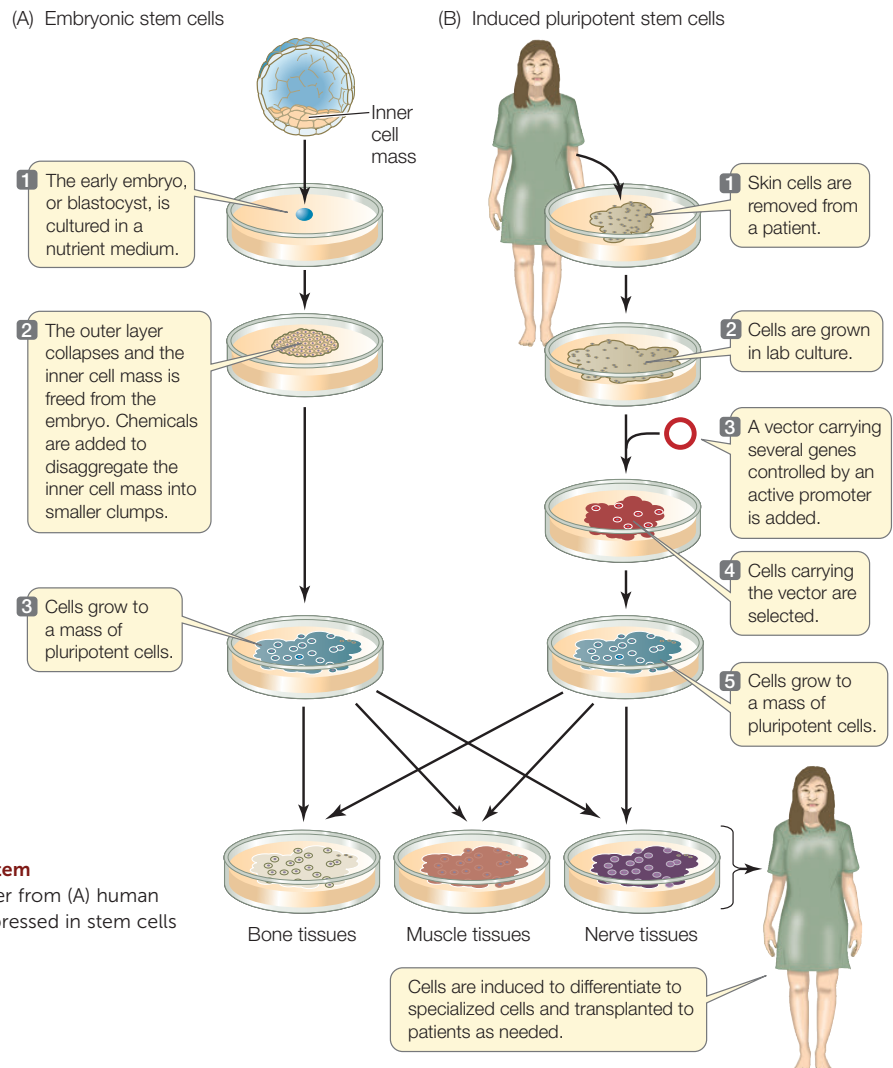 (A) Embryonic stem cells
Inner
cell
mass
1 The early embryo,
or blastocyst, is
cultured in a
nutrient medium.
2 The outer layer
collapses and the
inner cell mass is
freed from the
embryo. Chemicals
are added to
disaggregate the
inner cell mass into
smaller clumps.
3 Cells grow to
a mass of
pluripotent cells.
(B) Induced pluripotent stem cells
1 Skin cells are
removed from
a patient.
2 Cells are grown
in lab culture.
3 A vector carrying
several genes
controlled by an
active promoter
is added.
4 Cells carrying
the vector are
selected.
5 Cells grow to
a mass of
pluripotent cells.
Bone tissues
Muscle tissues
Nerve tissues
Cells are induced to differentiate to
specialized cells and transplanted to
patients as needed.
tem
er from (A) human
pressed in stem cells